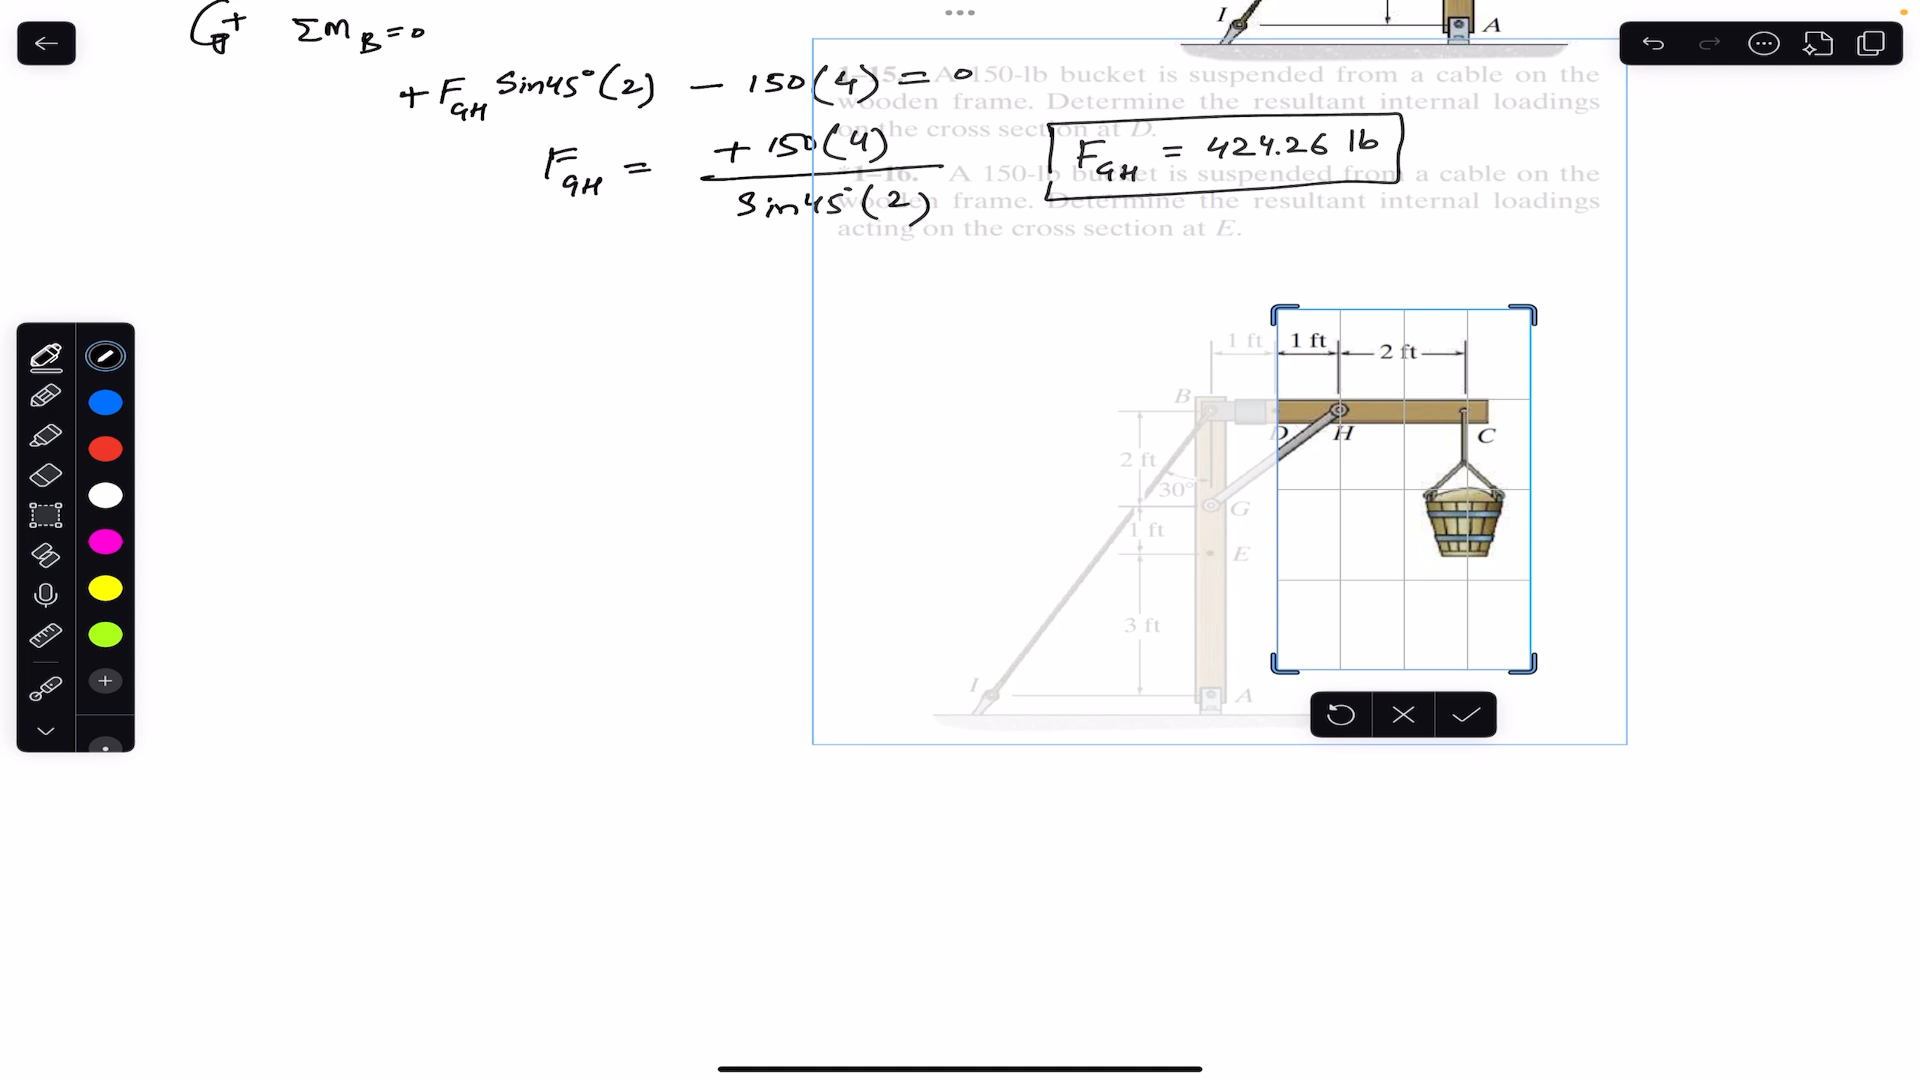 ΣM_B = 0
+ F_GH Sin45° (2) - 150 (4) = 0
F_GH = + 150 (4) / Sin45° (2)
F_GH = 424.26 lb
I
A
1–15. A 150-lb bucket is suspended from a cable on the
wooden frame. Determine the resultant internal loadings
on the cross section at D.
*1–16. A 150-lb bucket is suspended from a cable on the
wooden frame. Determine the resultant internal loadings
acting on the cross section at E.
1 ft
1 ft
2 ft
B
D
H
C
2 ft
30°
G
1 ft
E
3 ft
I
A